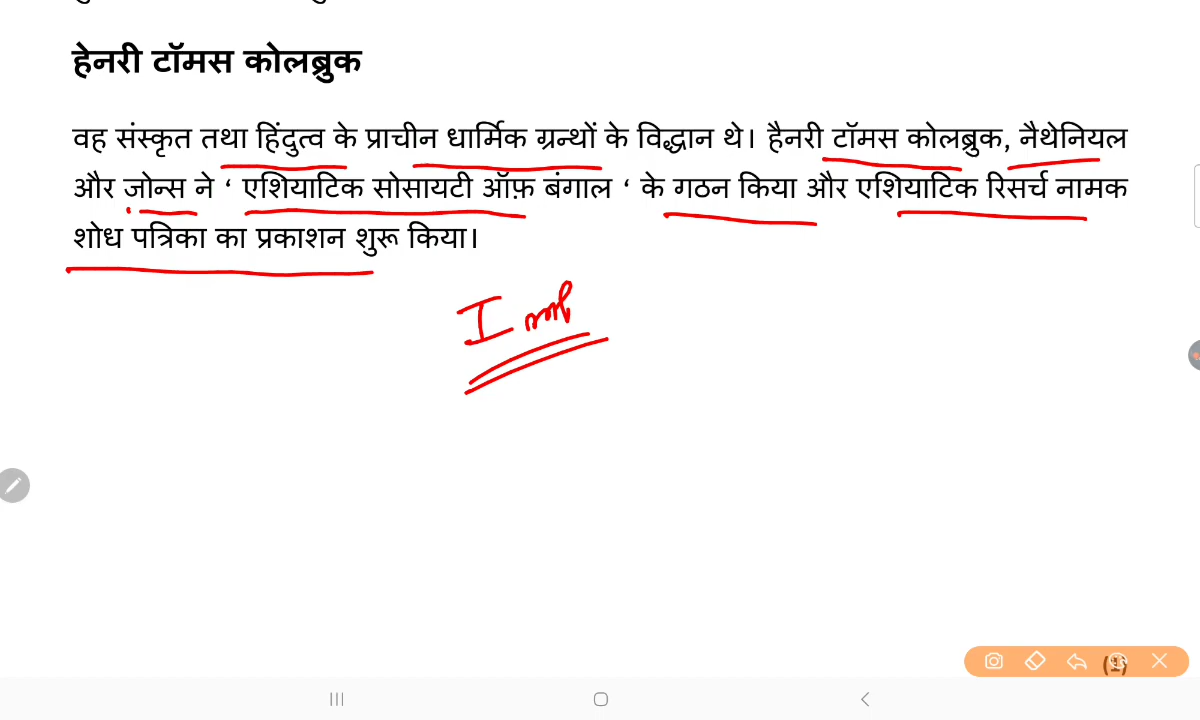 हेनरी टॉमस कोलब्रुक
वह संस्कृत तथा हिंदुत्व के प्राचीन धार्मिक ग्रन्थों के विद्धान थे। हैनरी टॉमस कोलब्रुक, नैथेनियल
और जोन्स ने ‘ एशियाटिक सोसायटी ऑफ़ बंगाल ‘ के गठन किया और एशियाटिक रिसर्च नामक
शोध पत्रिका का प्रकाशन शुरू किया।
Imp